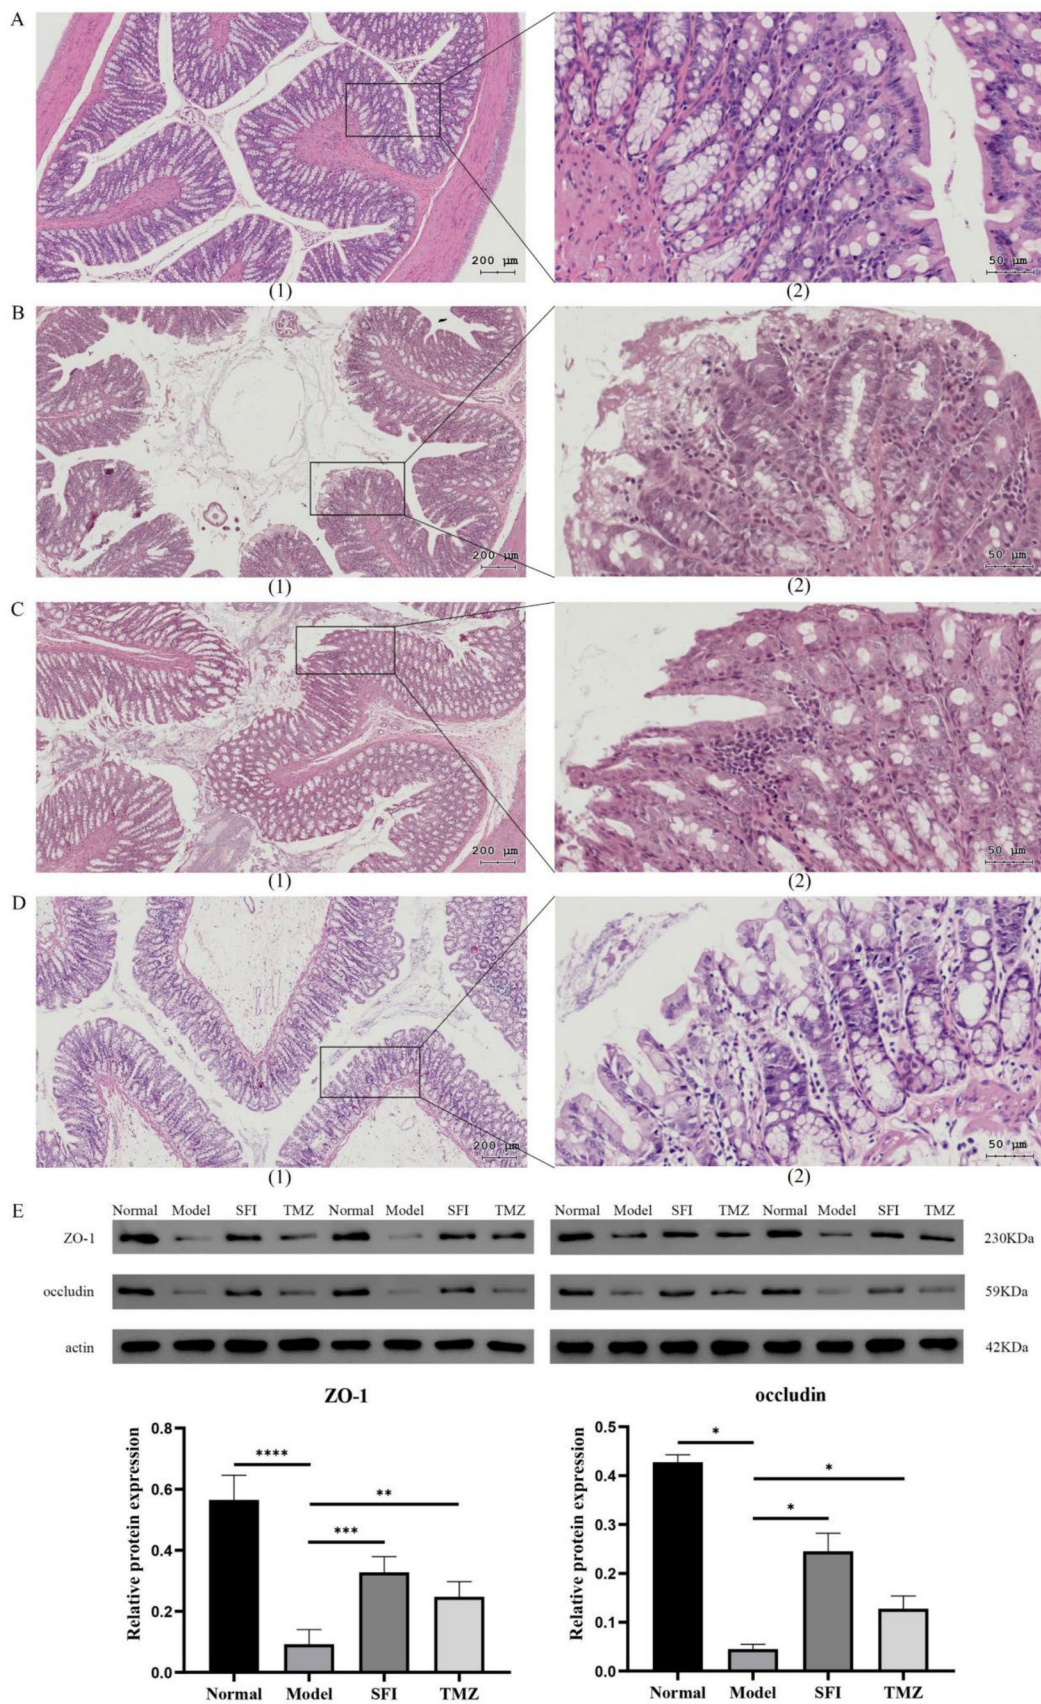 A
200 µm
50 µm
(1)
(2)
B
200 µm
50 µm
(1)
(2)
C
200 µm
50 µm
(1)
(2)
D
200 µm
50 µm
(1)
(2)
E
Normal Model SFI TMZ Normal Model SFI TMZ Normal Model SFI TMZ Normal Model SFI TMZ
ZO-1 230KDa
occludin 59KDa
actin 42KDa
ZO-1
Relative protein expression
0.8
0.6
0.4
0.2
0.0
****
**
***
Normal Model SFI TMZ
occludin
Relative protein expression
0.5
0.4
0.3
0.2
0.1
0.0
*
*
*
Normal Model SFI TMZ